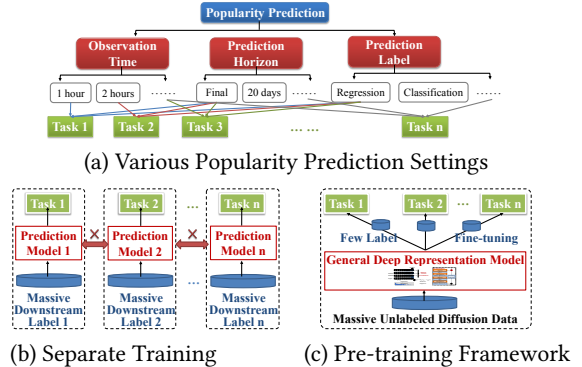 Popularity Prediction
Observation Time
Prediction Horizon
Prediction Label
1 hour
2 hours
......
Final
20 days
......
Regression
Classification
......
Task 1
Task 2
Task 3
... ...
Task n
(a) Various Popularity Prediction Settings
Task 1
Task 2
...
Task n
Prediction Model 1
×
Prediction Model 2
×
Prediction Model n
Massive Downstream Label 1
Massive Downstream Label 2
...
Massive Downstream Label n
(b) Separate Training
Task 1
Task 2
...
Task n
Few Label
Fine-tuning
General Deep Representation Model
Massive Unlabeled Diffusion Data
(c) Pre-training Framework